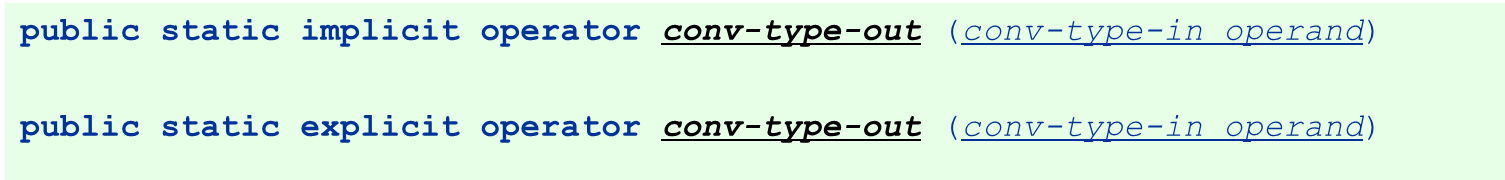 public static implicit operator conv-type-out (conv-type-in operand)
public static explicit operator conv-type-out (conv-type-in operand)